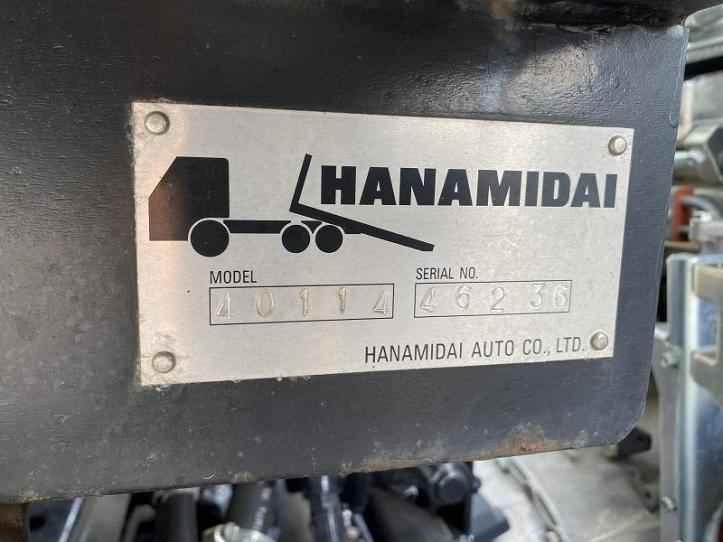 HANAMIDAI
MODEL SERIAL NO.
40114 46236
HANAMIDAI AUTO CO., LTD.